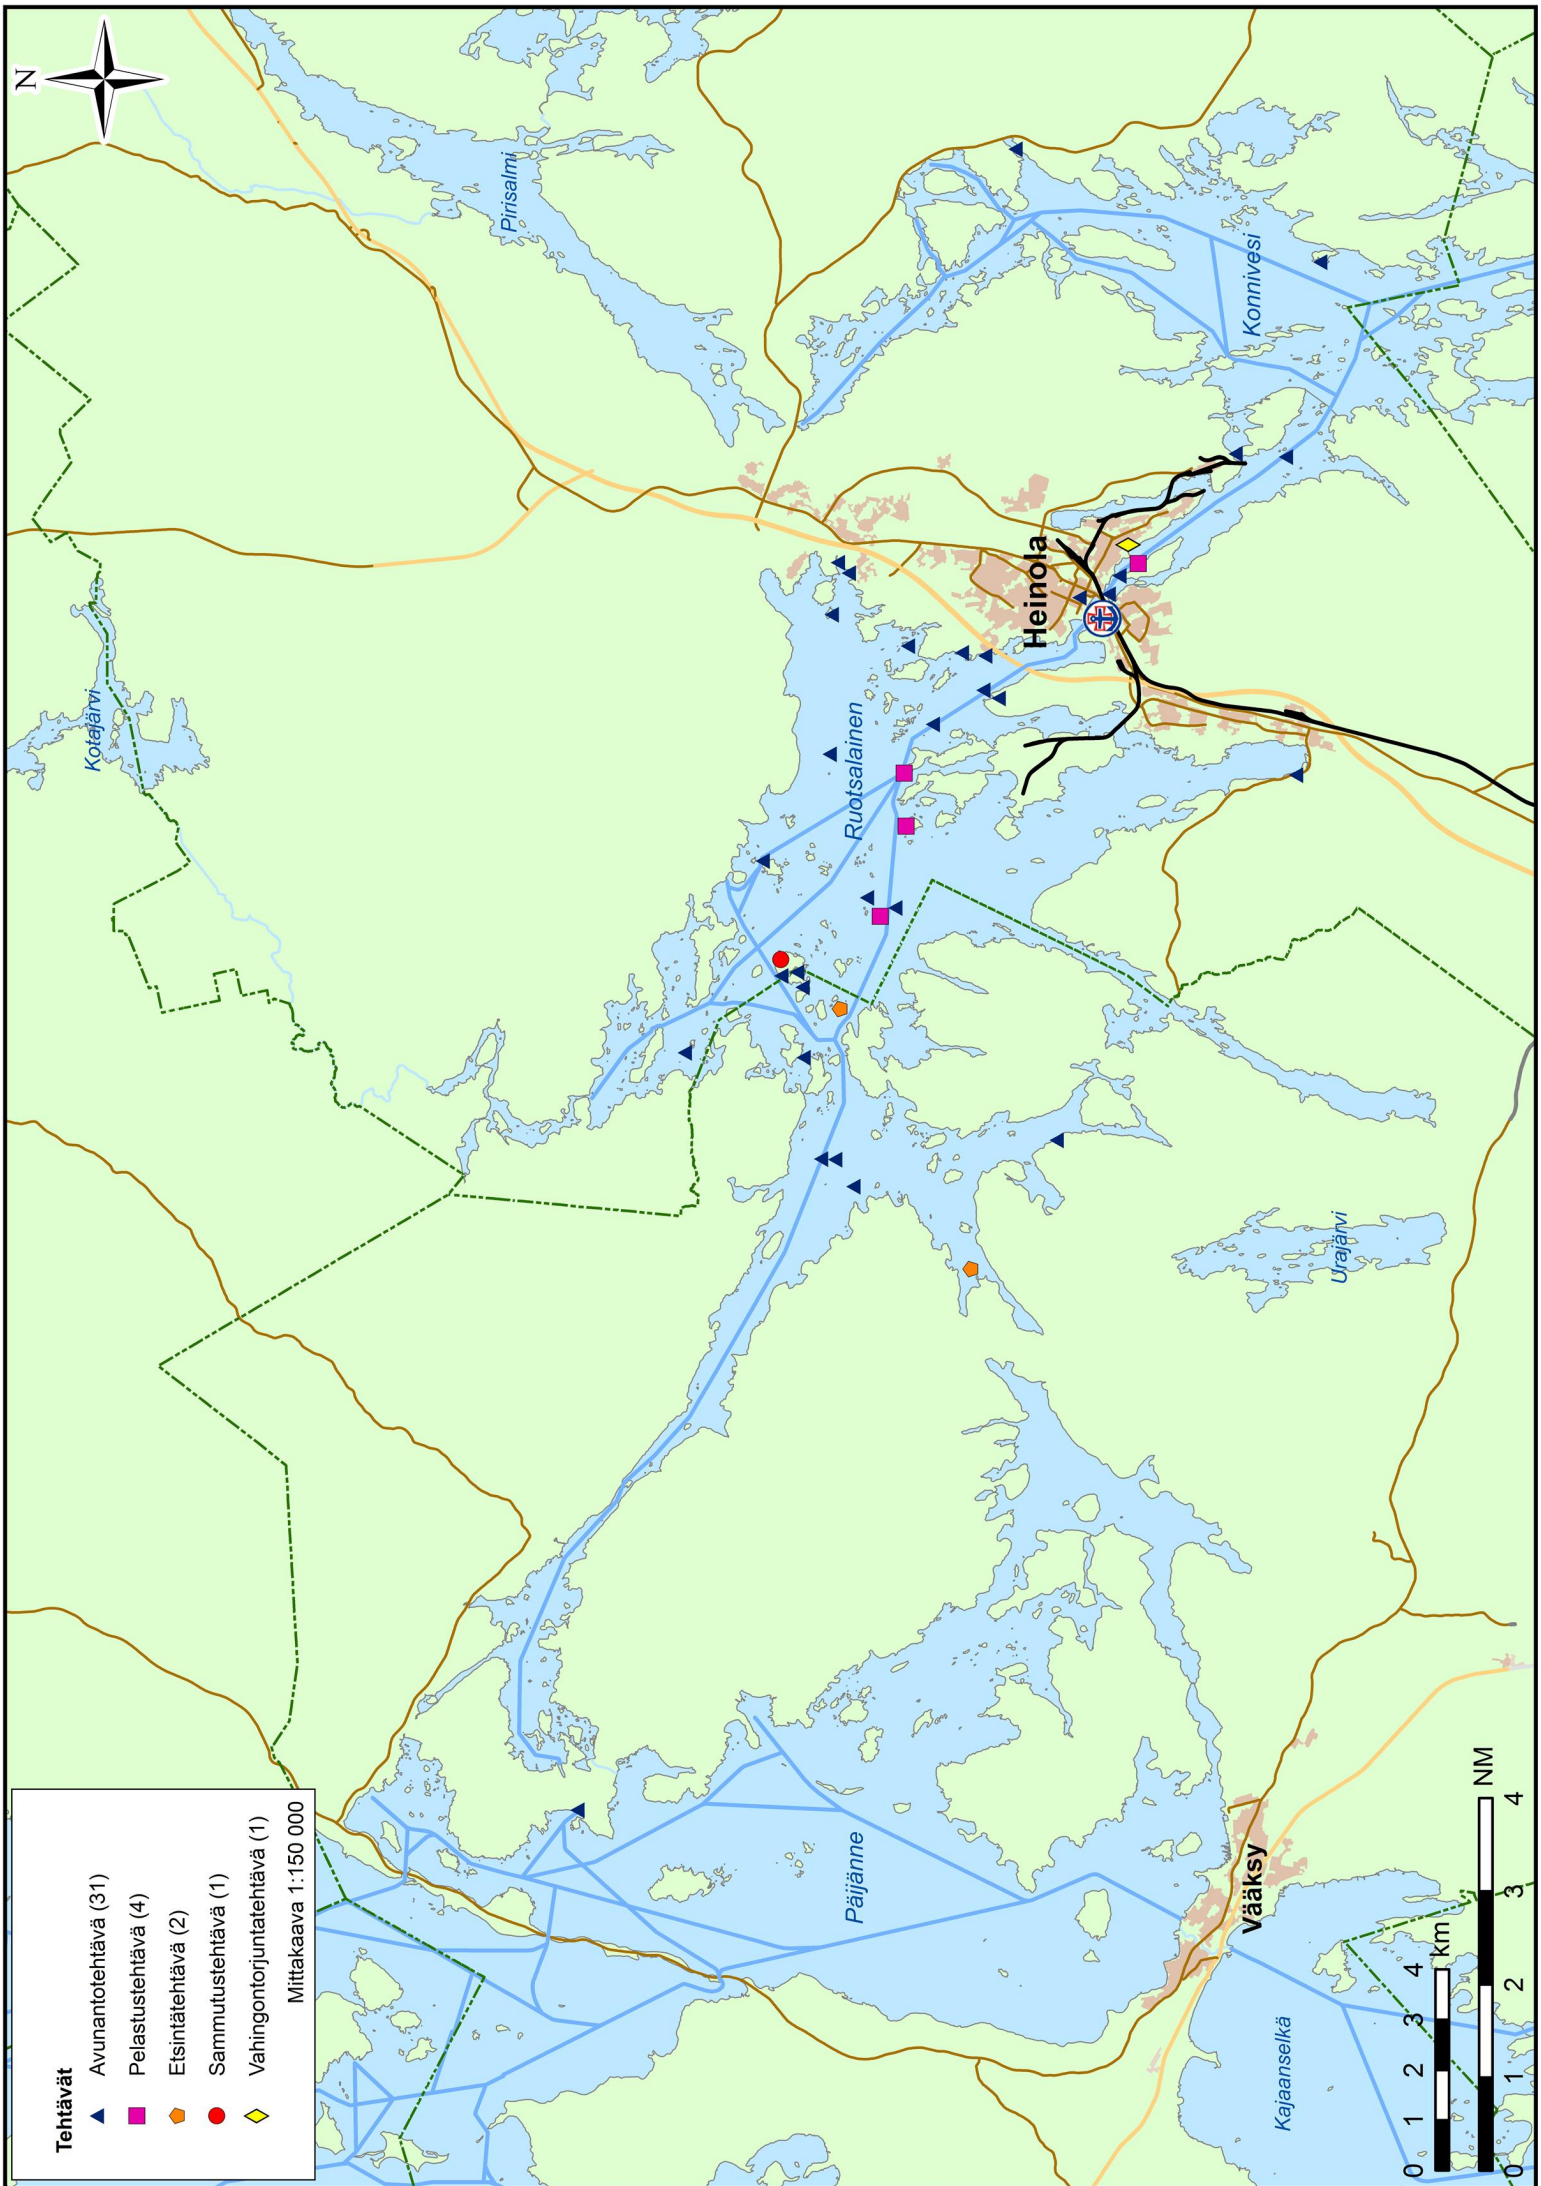 N
Tehtävät
Avunantotehtävä (31)
Pelastustehtävä (4)
Etsintätehtävä (2)
Sammutustehtävä (1)
Vahingontorjuntatehtävä (1)
Mittakaava 1:150 000
Kotajärvi
Pirisalmi
Ruotsalainen
Heinola
Konnivesi
Päijänne
Urajärvi
Vääksy
Kajaanselkä
0 1 2 3 4 km
0 1 2 3 4 NM